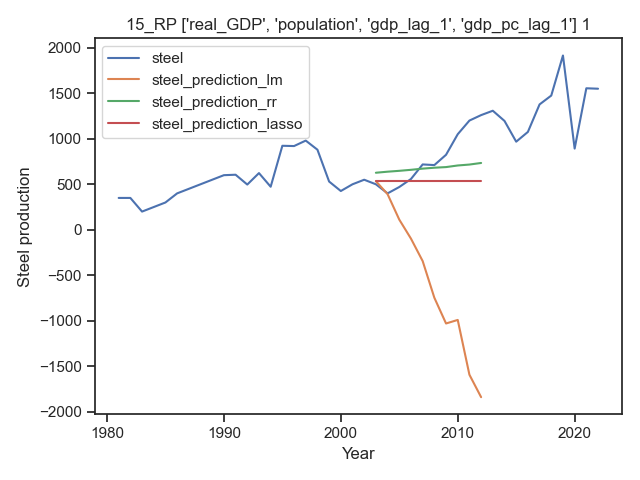 15_RP ['real_GDP', 'population', 'gdp_lag_1', 'gdp_pc_lag_1'] 1
steel
steel_prediction_lm
steel_prediction_rr
steel_prediction_lasso
2000
1500
1000
500
0
−500
−1000
−1500
−2000
Steel production
1980
1990
2000
2010
2020
Year